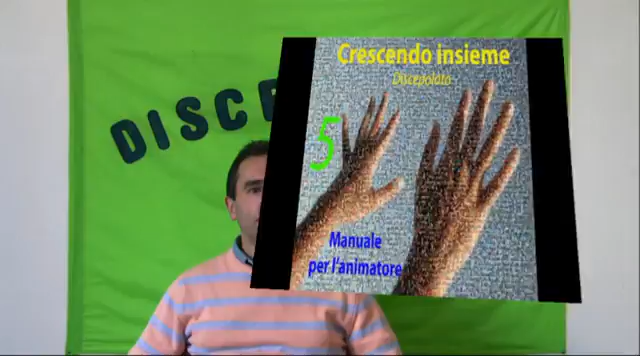 DISCE
Crescendo insieme
Discepolato
5
Manuale
per l'animatore